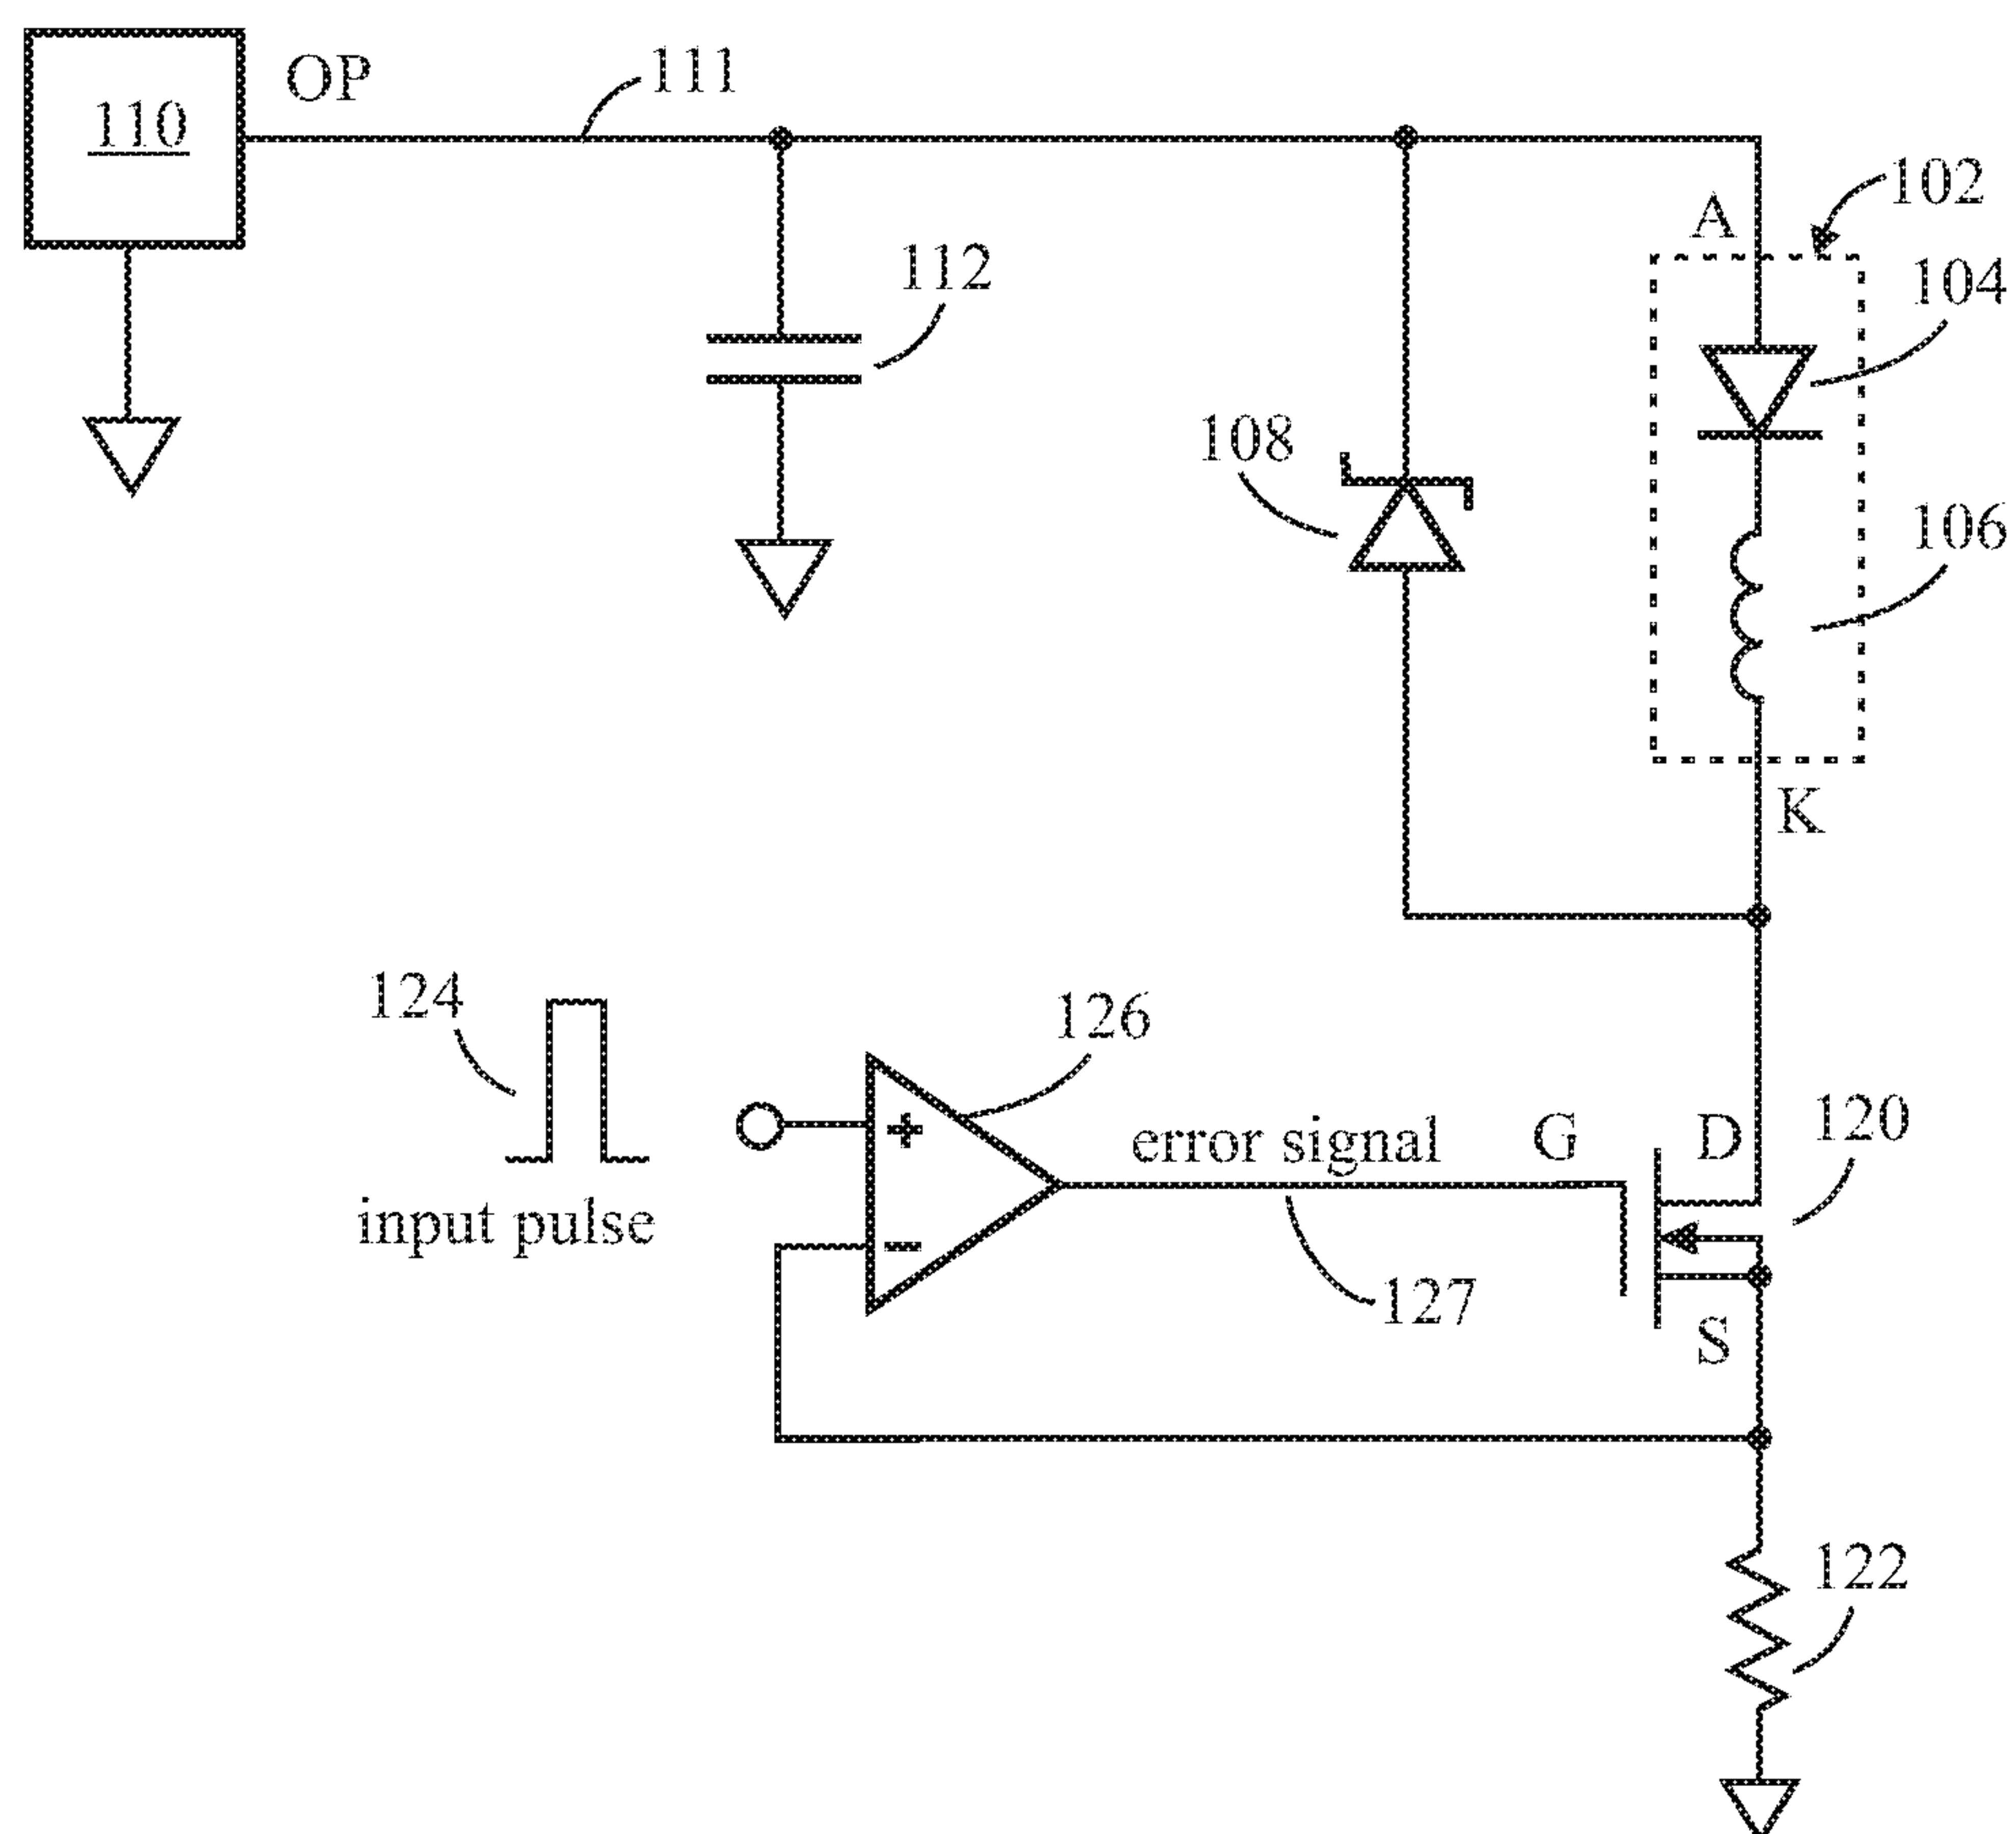 110
OP
111
A
102
104
112
108
106
K
124
input pulse
126
+
−
error signal
127
G
D
120
S
122